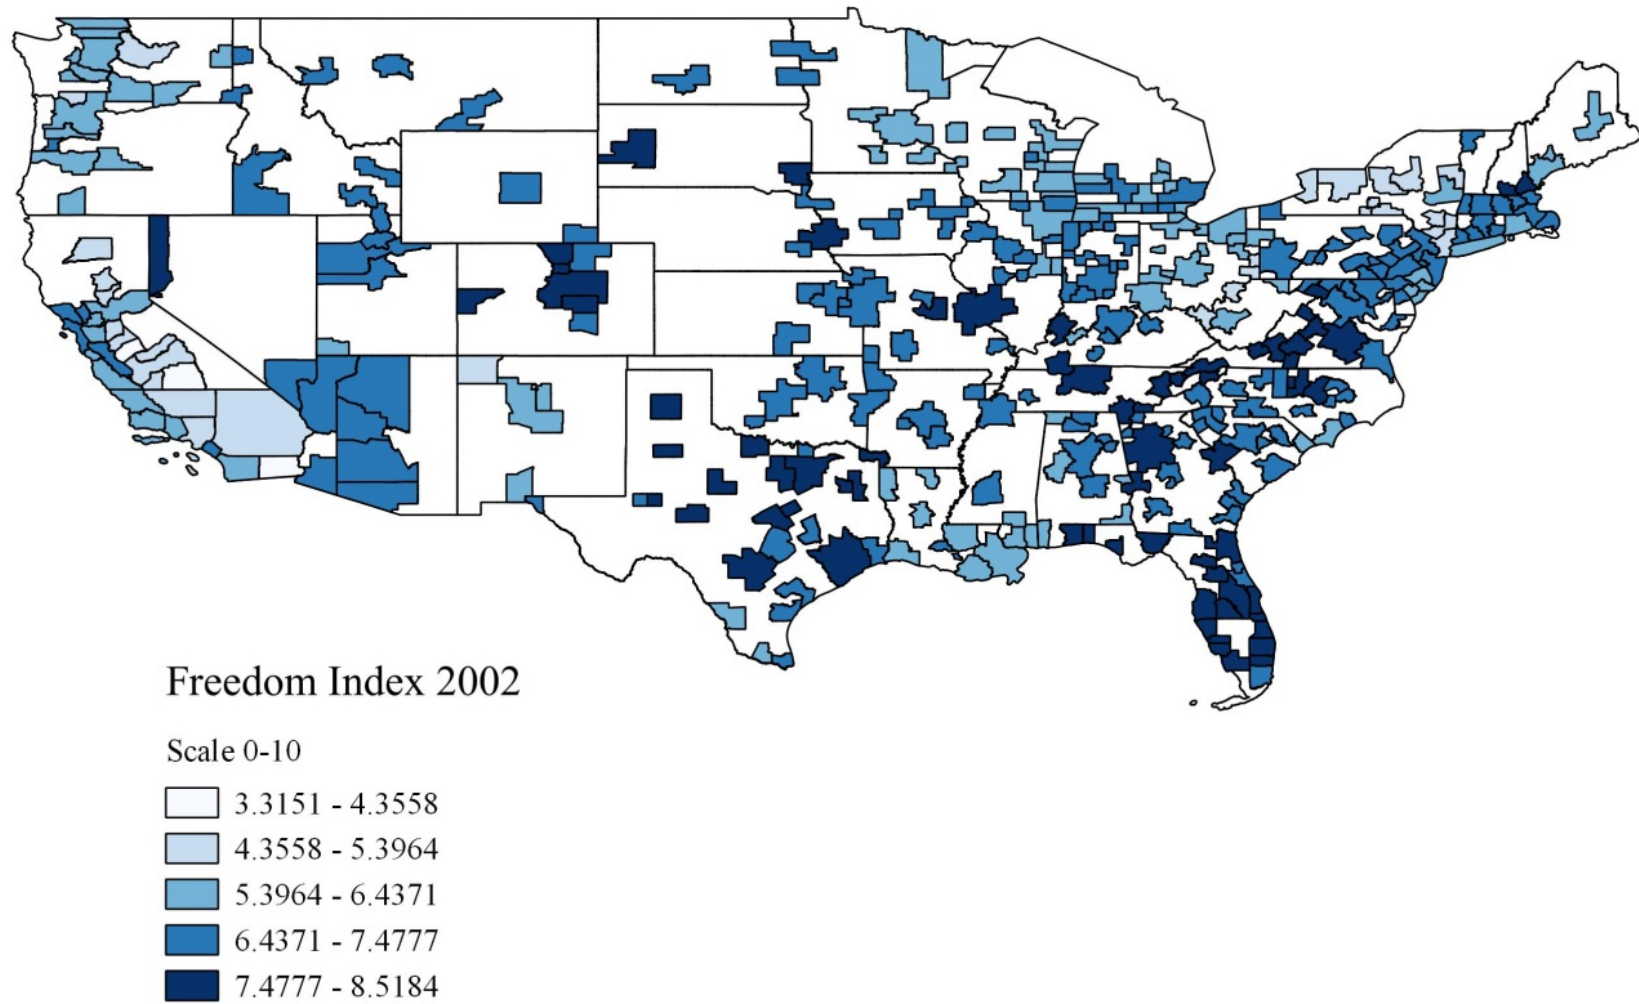 Freedom Index 2002
Scale 0-10
3.3151 - 4.3558
4.3558 - 5.3964
5.3964 - 6.4371
6.4371 - 7.4777
7.4777 - 8.5184